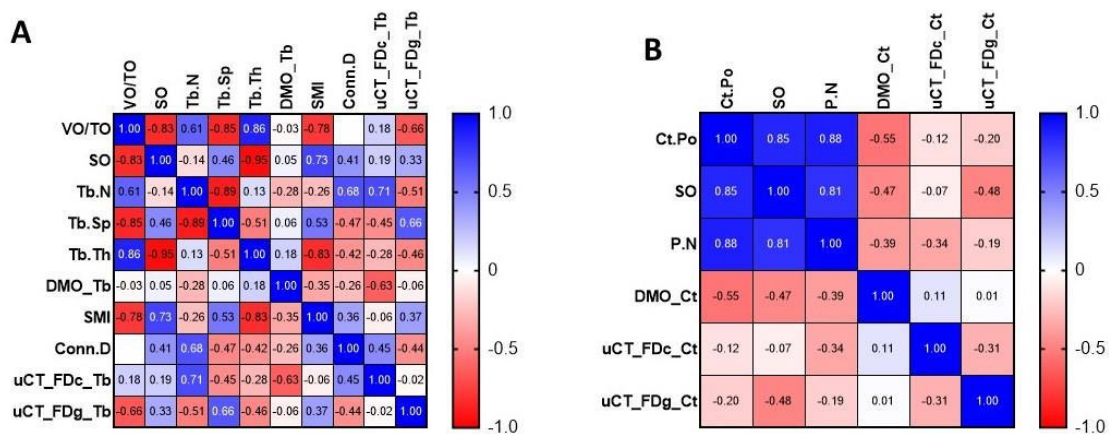 A
VO/TO SO Tb.N Tb.Sp Tb.Th DMO_Tb SMI Conn.D uCT_FDc_Tb uCT_FDg_Tb
VO/TO 1.00 -0.83 0.61 -0.85 0.86 -0.03 -0.78 0.18 -0.66
SO -0.83 1.00 -0.14 0.46 -0.95 0.05 0.73 0.41 0.19 0.33
Tb.N 0.61 -0.14 1.00 -0.89 0.13 -0.28 -0.26 0.68 0.71 -0.51
Tb.Sp -0.85 0.46 -0.89 1.00 -0.51 0.06 0.53 -0.47 -0.45 0.66
Tb.Th 0.86 -0.95 0.13 -0.51 1.00 0.18 -0.83 -0.42 -0.28 -0.46
DMO_Tb -0.03 0.05 -0.28 0.06 0.18 1.00 -0.35 -0.26 -0.63 -0.06
SMI -0.78 0.73 -0.26 0.53 -0.83 -0.35 1.00 0.36 -0.06 0.37
Conn.D 0.41 0.68 -0.47 -0.42 -0.26 0.36 1.00 0.45 -0.44
uCT_FDc_Tb 0.18 0.19 0.71 -0.45 -0.28 -0.63 -0.06 0.45 1.00 -0.02
uCT_FDg_Tb -0.66 0.33 -0.51 0.66 -0.46 -0.06 0.37 -0.44 -0.02 1.00
1.0
0.5
0
-0.5
-1.0
B
Ct.Po SO P.N DMO_Ct uCT_FDc_Ct uCT_FDg_Ct
Ct.Po 1.00 0.85 0.88 -0.55 -0.12 -0.20
SO 0.85 1.00 0.81 -0.47 -0.07 -0.48
P.N 0.88 0.81 1.00 -0.39 -0.34 -0.19
DMO_Ct -0.55 -0.47 -0.39 1.00 0.11 0.01
uCT_FDc_Ct -0.12 -0.07 -0.34 0.11 1.00 -0.31
uCT_FDg_Ct -0.20 -0.48 -0.19 0.01 -0.31 1.00
1.0
0.5
0
-0.5
-1.0